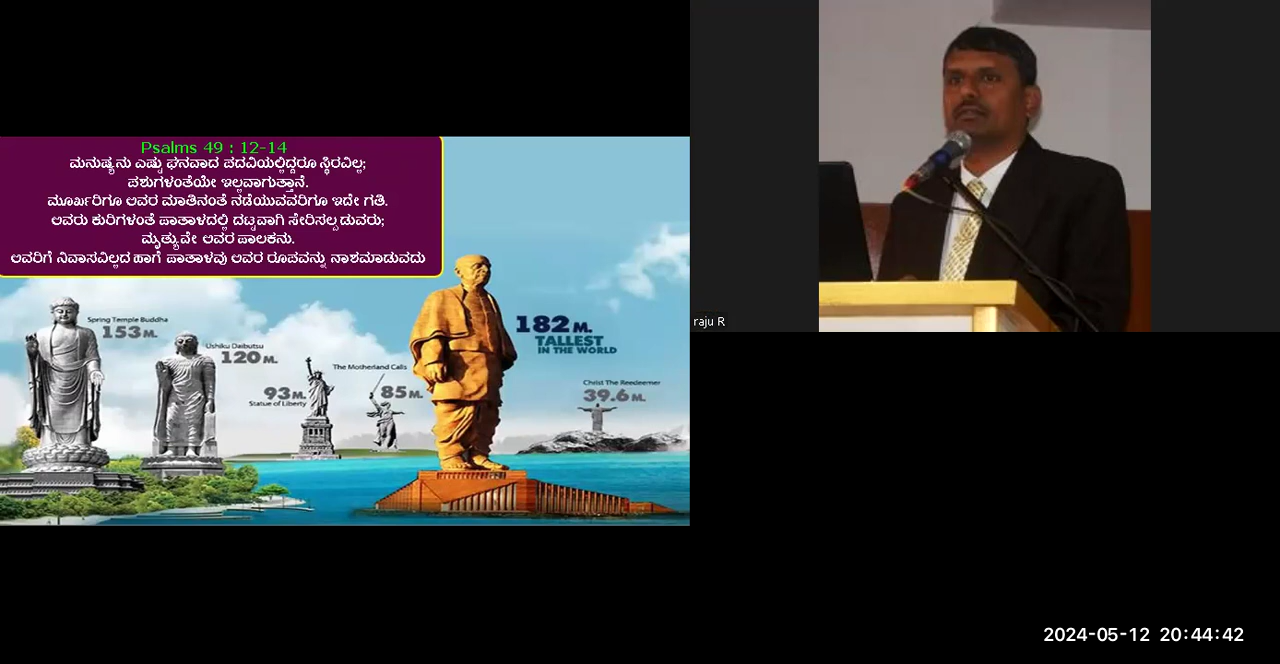 Psalms 49 : 12-14
ಮನುಷ್ಯನು ಎಷ್ಟು ಘನವಾದ ಪದವಿಯಲ್ಲಿದ್ದರೂ ಸ್ಥಿರವಿಲ್ಲ;
ಪಶುಗಳಂತೆಯೇ ಇಲ್ಲವಾಗುತ್ತಾನೆ.
ಮೂರ್ಖರಿಗೂ ಅವರ ಮಾತಿನಂತೆ ನಡೆಯುವವರಿಗೂ ಇದೇ ಗತಿ.
ಅವರು ಕುರಿಗಳಂತೆ ಪಾತಾಳದಲ್ಲಿ ದಟ್ಟವಾಗಿ ಸೇರಿಸಲ್ಪಡುವರು;
ಮೃತ್ಯುವೇ ಅವರ ಪಾಲಕನು.
ಅವರಿಗೆ ನಿವಾಸವಿಲ್ಲದ ಹಾಗೆ ಪಾತಾಳವು ಅವರ ರೂಪವನ್ನು ನಾಶಮಾಡುವದು
Spring Temple Buddha
153 M.
Ushiku Daibutsu
120 M.
93 M.
Statue of Liberty
The Motherland Calls
85 M.
182 M.
TALLEST
IN THE WORLD
Christ The Reedeemer
39.6 M.
raju R
2024-05-12 20:44:42